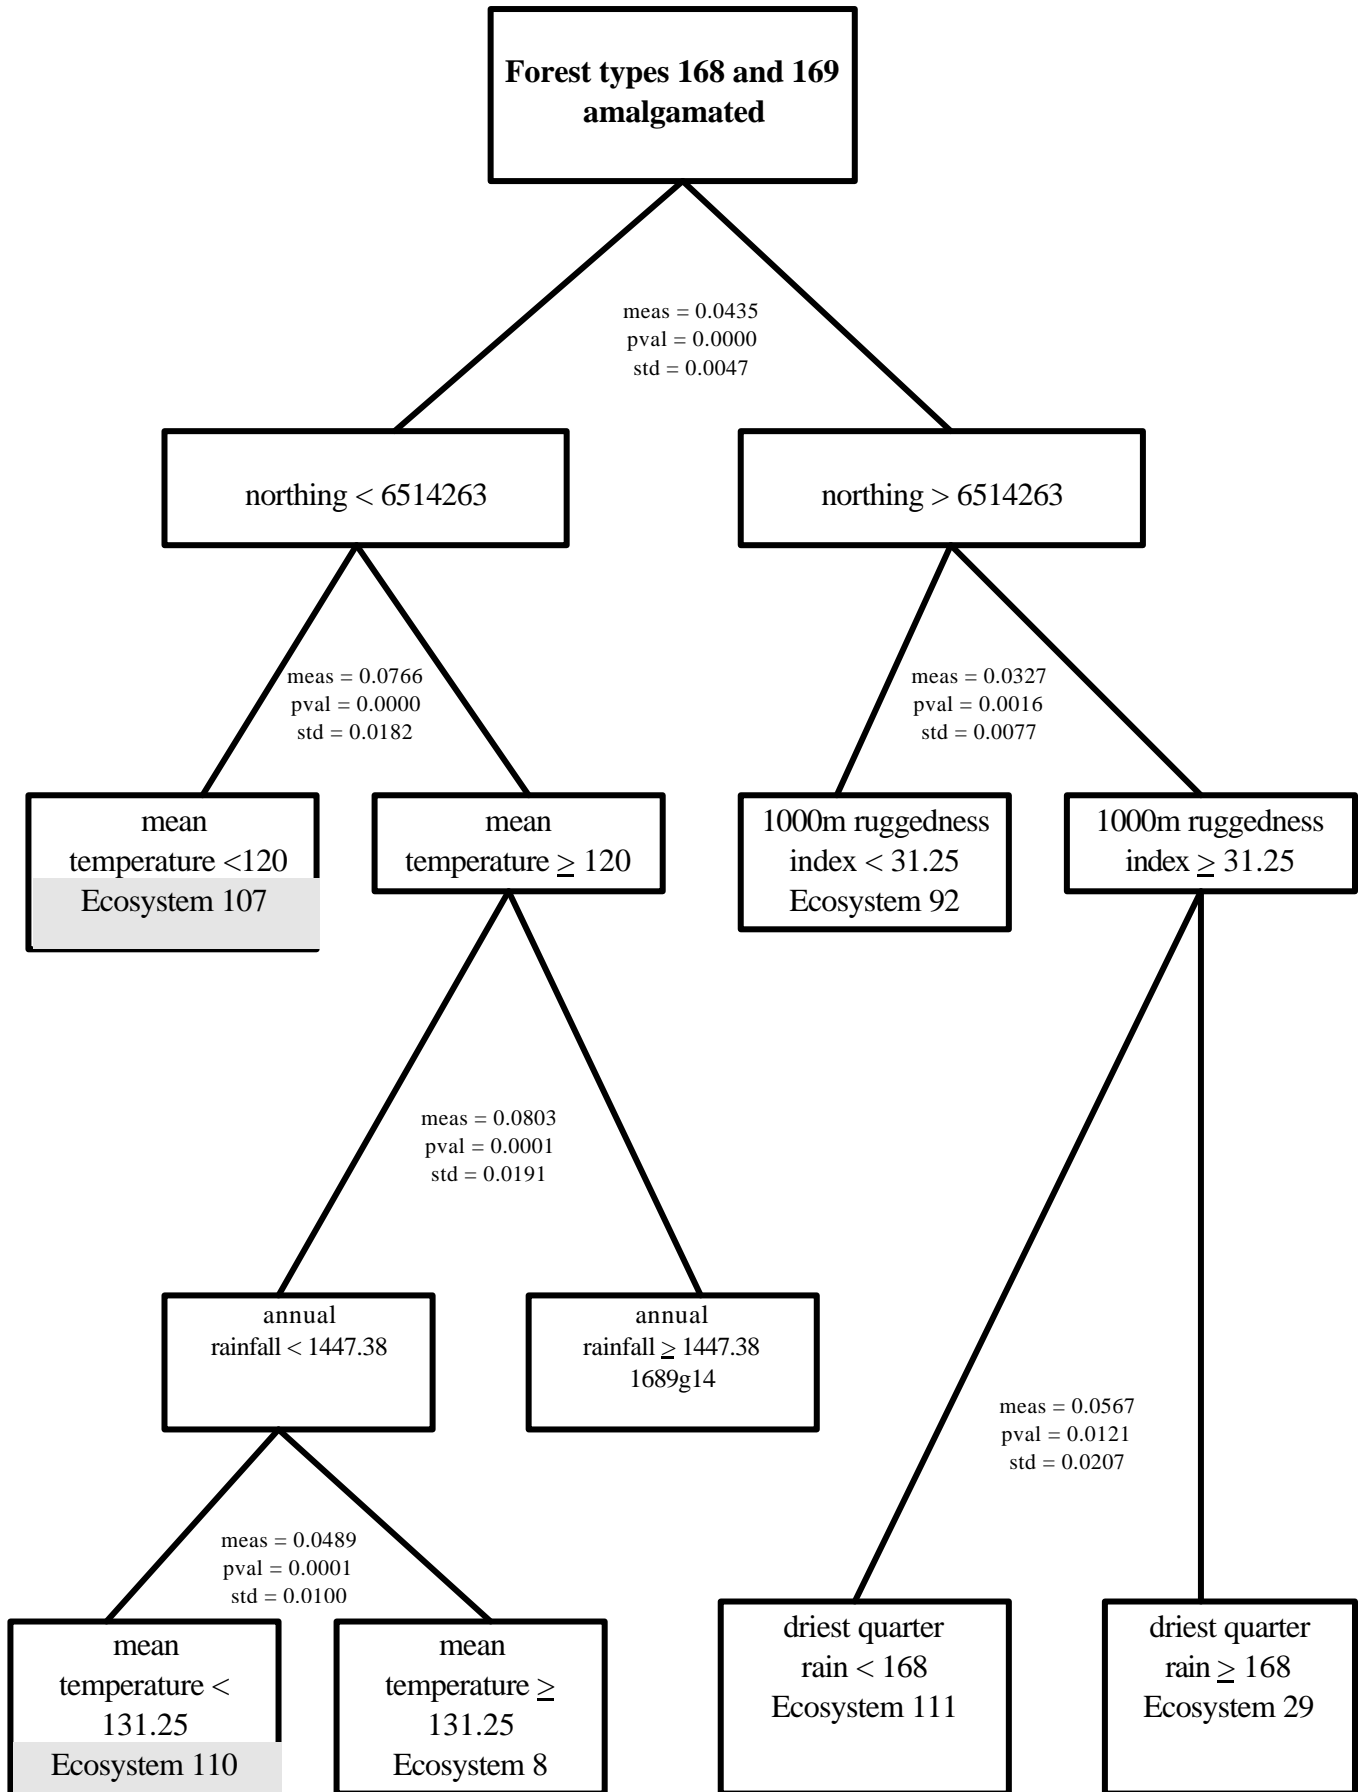 Forest types 168 and 169
amalgamated
meas = 0.0435
pval = 0.0000
std = 0.0047
northing < 6514263
northing > 6514263
meas = 0.0766
pval = 0.0000
std = 0.0182
meas = 0.0327
pval = 0.0016
std = 0.0077
mean
temperature <120
Ecosystem 107
mean
temperature ≥ 120
1000m ruggedness
index < 31.25
Ecosystem 92
1000m ruggedness
index ≥ 31.25
meas = 0.0803
pval = 0.0001
std = 0.0191
annual
rainfall < 1447.38
annual
rainfall ≥ 1447.38
1689g14
meas = 0.0567
pval = 0.0121
std = 0.0207
meas = 0.0489
pval = 0.0001
std = 0.0100
mean
temperature <
131.25
Ecosystem 110
mean
temperature ≥
131.25
Ecosystem 8
driest quarter
rain < 168
Ecosystem 111
driest quarter
rain ≥ 168
Ecosystem 29